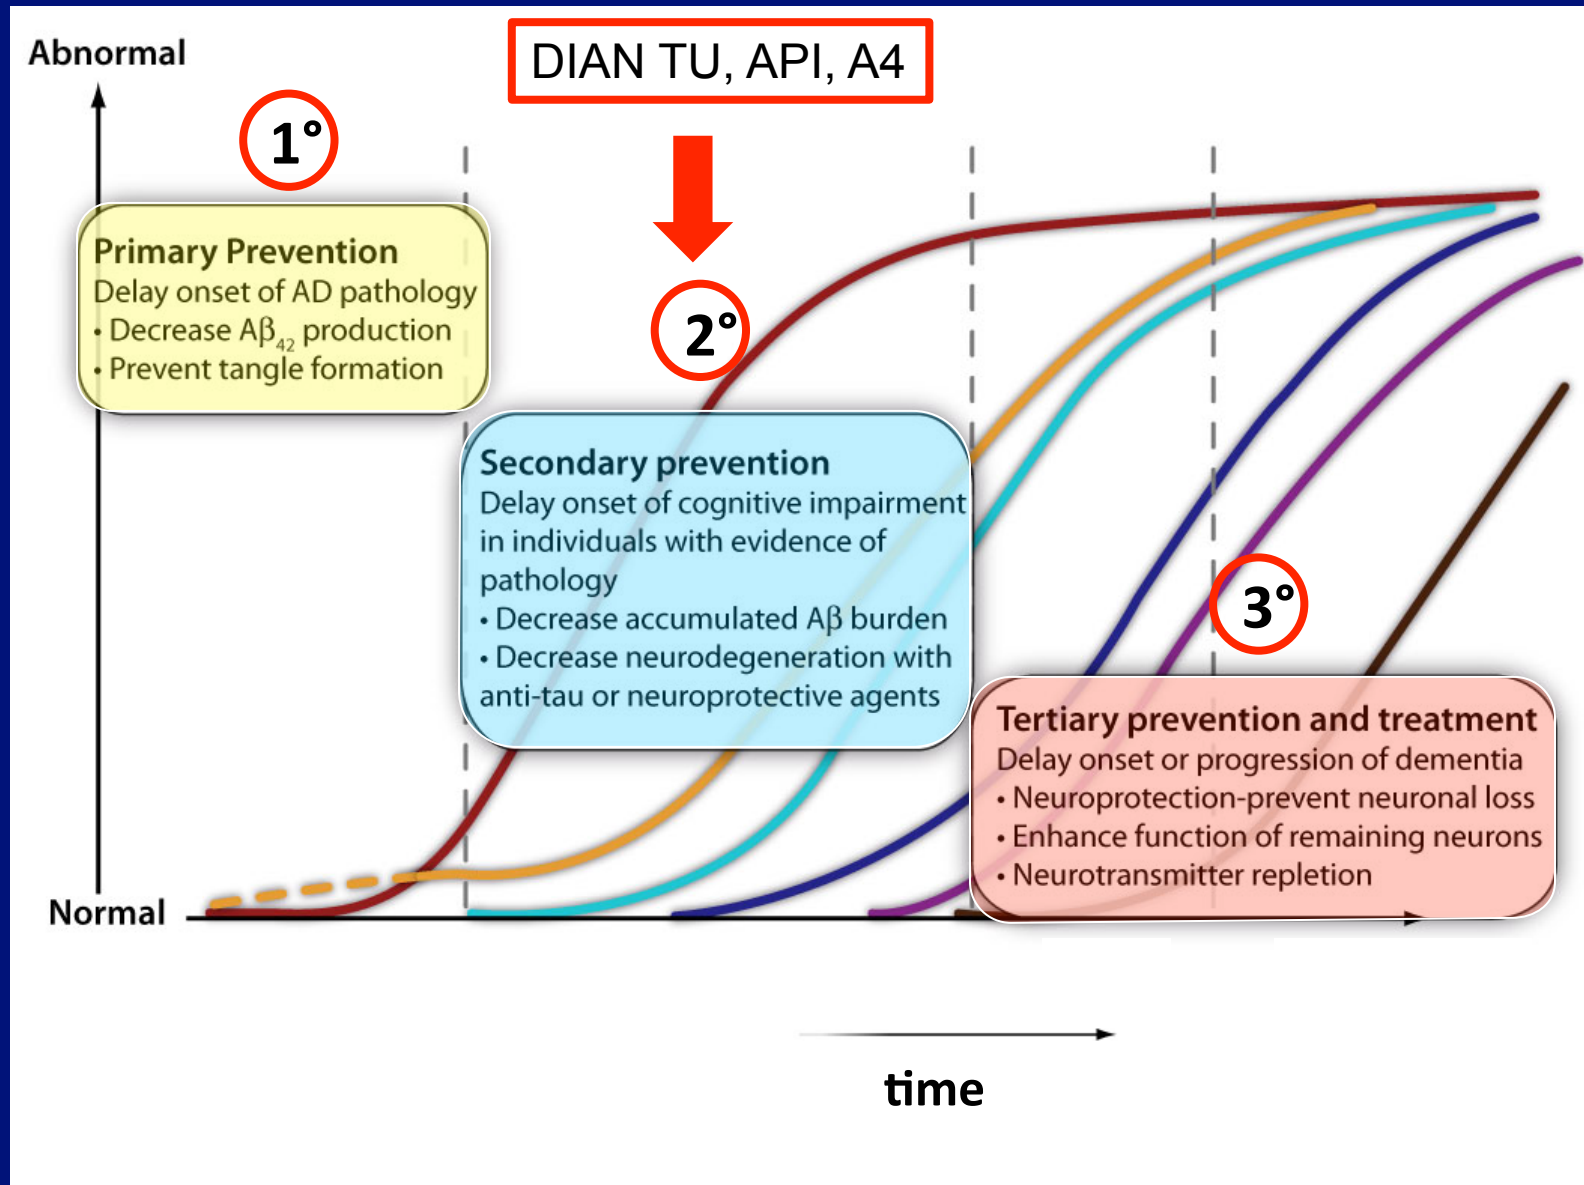 Abnormal
DIAN TU, API, A4
1°
Primary Prevention
Delay onset of AD pathology
• Decrease Aβ₄₂ production
• Prevent tangle formation
2°
Secondary prevention
Delay onset of cognitive impairment
in individuals with evidence of
pathology
• Decrease accumulated Aβ burden
• Decrease neurodegeneration with
anti-tau or neuroprotective agents
3°
Tertiary prevention and treatment
Delay onset or progression of dementia
• Neuroprotection-prevent neuronal loss
• Enhance function of remaining neurons
• Neurotransmitter repletion
Normal
time